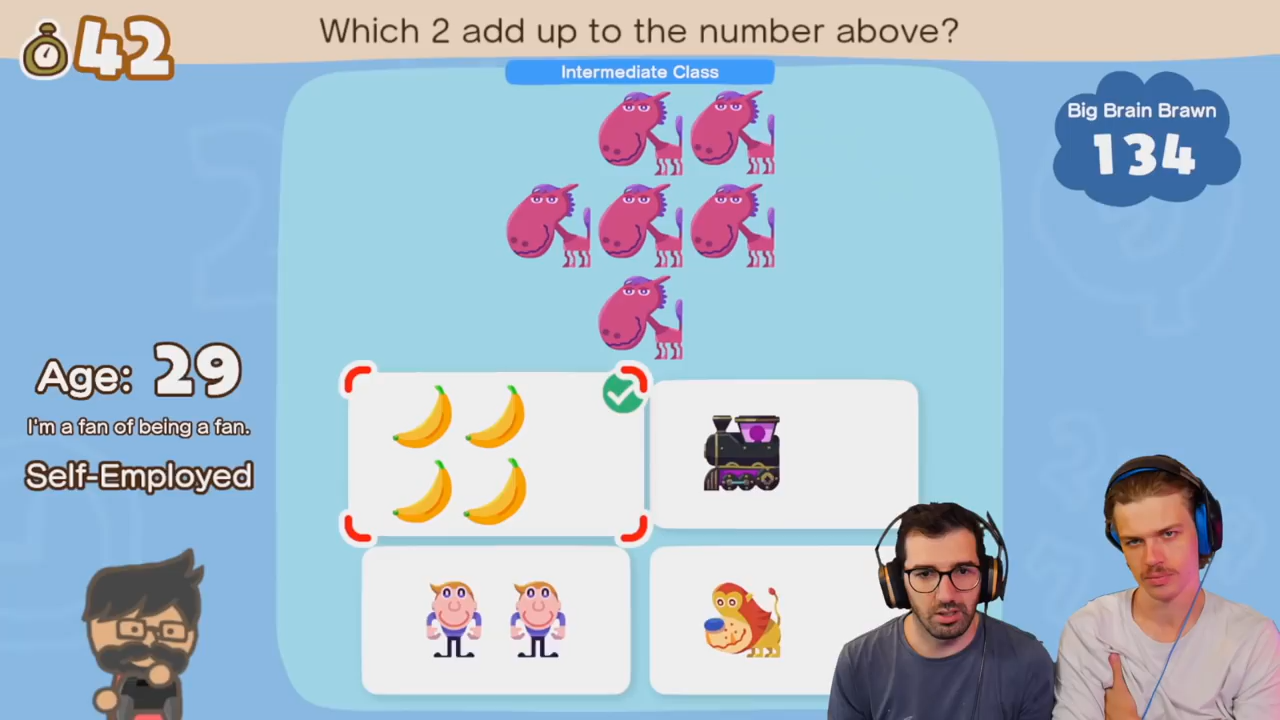 Which 2 add up to the number above?
42
Intermediate Class
Big Brain Brawn
134
Age: 29
I'm a fan of being a fan.
Self-Employed